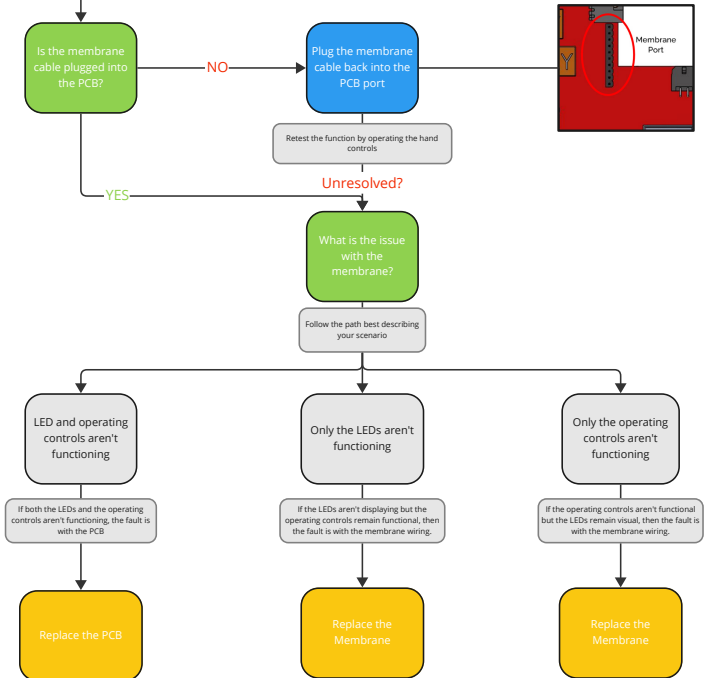 Is the membrane
cable plugged into
the PCB?
NO
Plug the membrane
cable back into the
PCB port
Membrane
Port
Y
Retest the function by operating the hand
controls
Unresolved?
YES
What is the issue
with the
membrane?
Follow the path best describing
your scenario
LED and operating
controls aren't
functioning
Only the LEDs aren't
functioning
Only the operating
controls aren't
functioning
If both the LEDs and the operating
controls aren't functioning, the fault is
with the PCB
If the LEDs aren't displaying but the
operating controls remain functional, then
the fault is with the membrane wiring.
If the operating controls aren't functional
but the LEDs remain visual, then the fault is
with the membrane wiring.
Replace the PCB
Replace the
Membrane
Replace the
Membrane